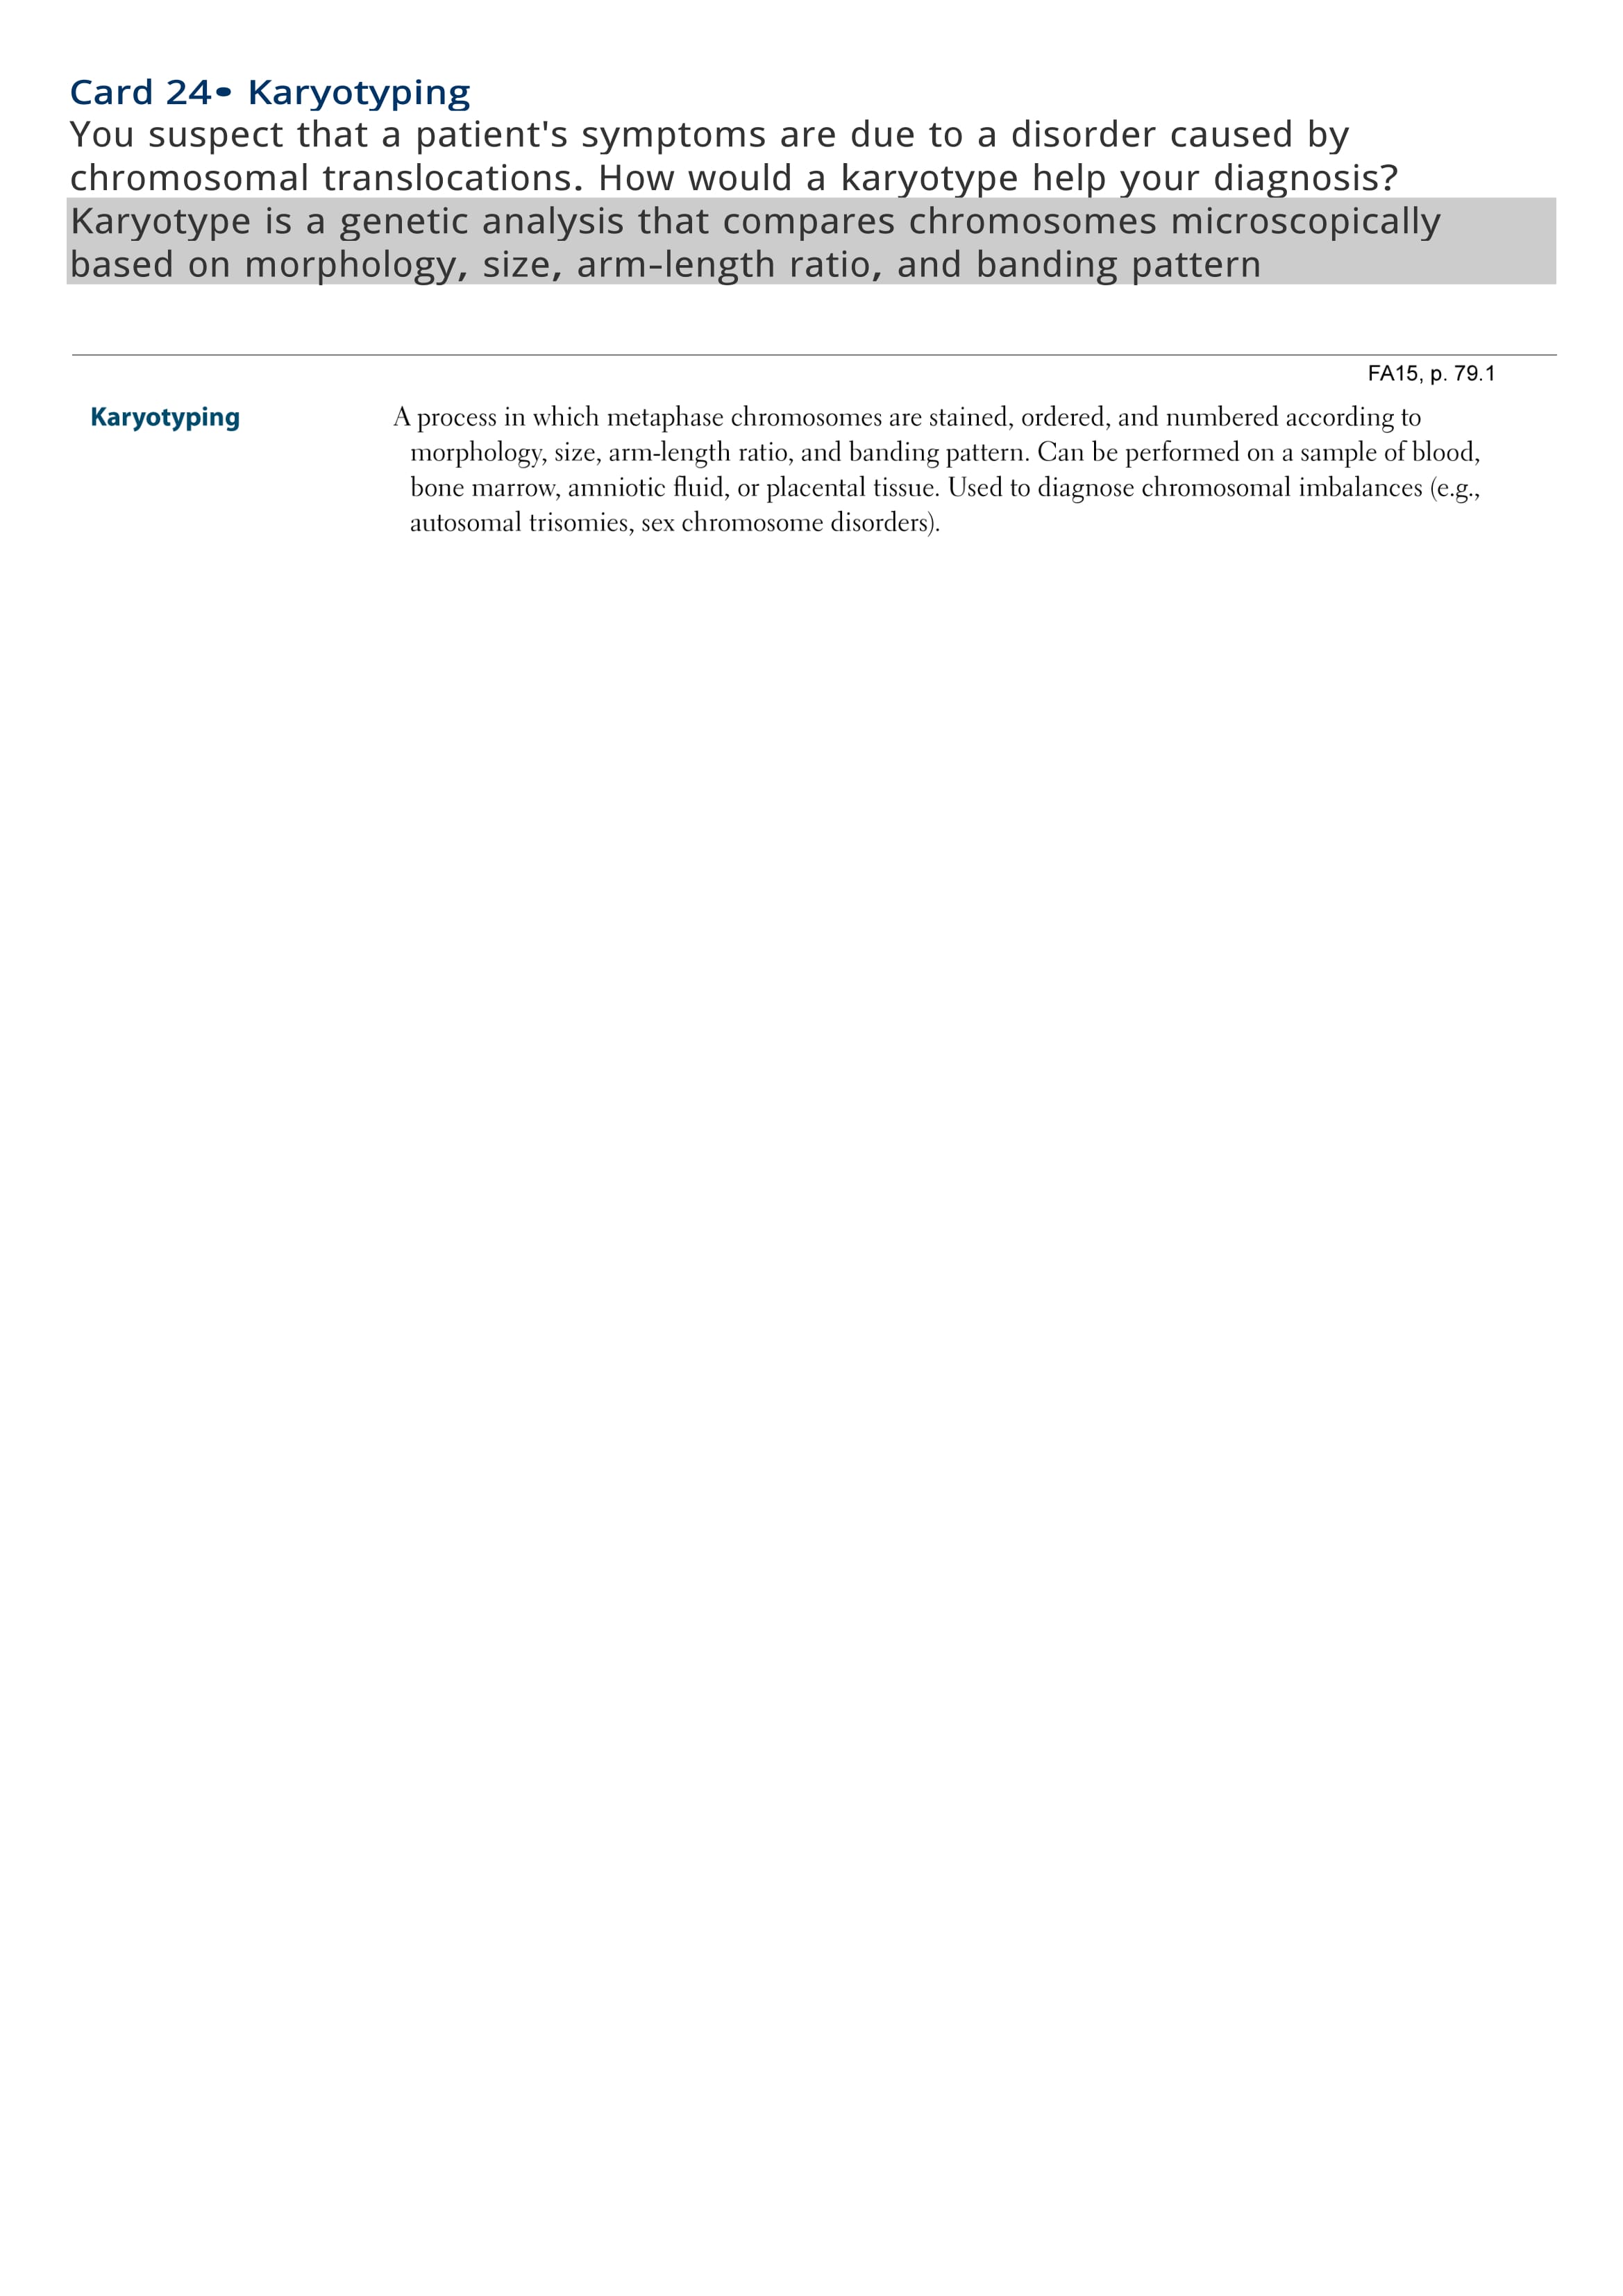 Card 24• Karyotyping
You suspect that a patient's symptoms are due to a disorder caused by
chromosomal translocations. How would a karyotype help your diagnosis?
Karyotype is a genetic analysis that compares chromosomes microscopically
based on morphology, size, arm-length ratio, and banding pattern
FA15, p. 79.1
Karyotyping
A process in which metaphase chromosomes are stained, ordered, and numbered according to
morphology, size, arm-length ratio, and banding pattern. Can be performed on a sample of blood,
bone marrow, amniotic fluid, or placental tissue. Used to diagnose chromosomal imbalances (e.g.,
autosomal trisomies, sex chromosome disorders).